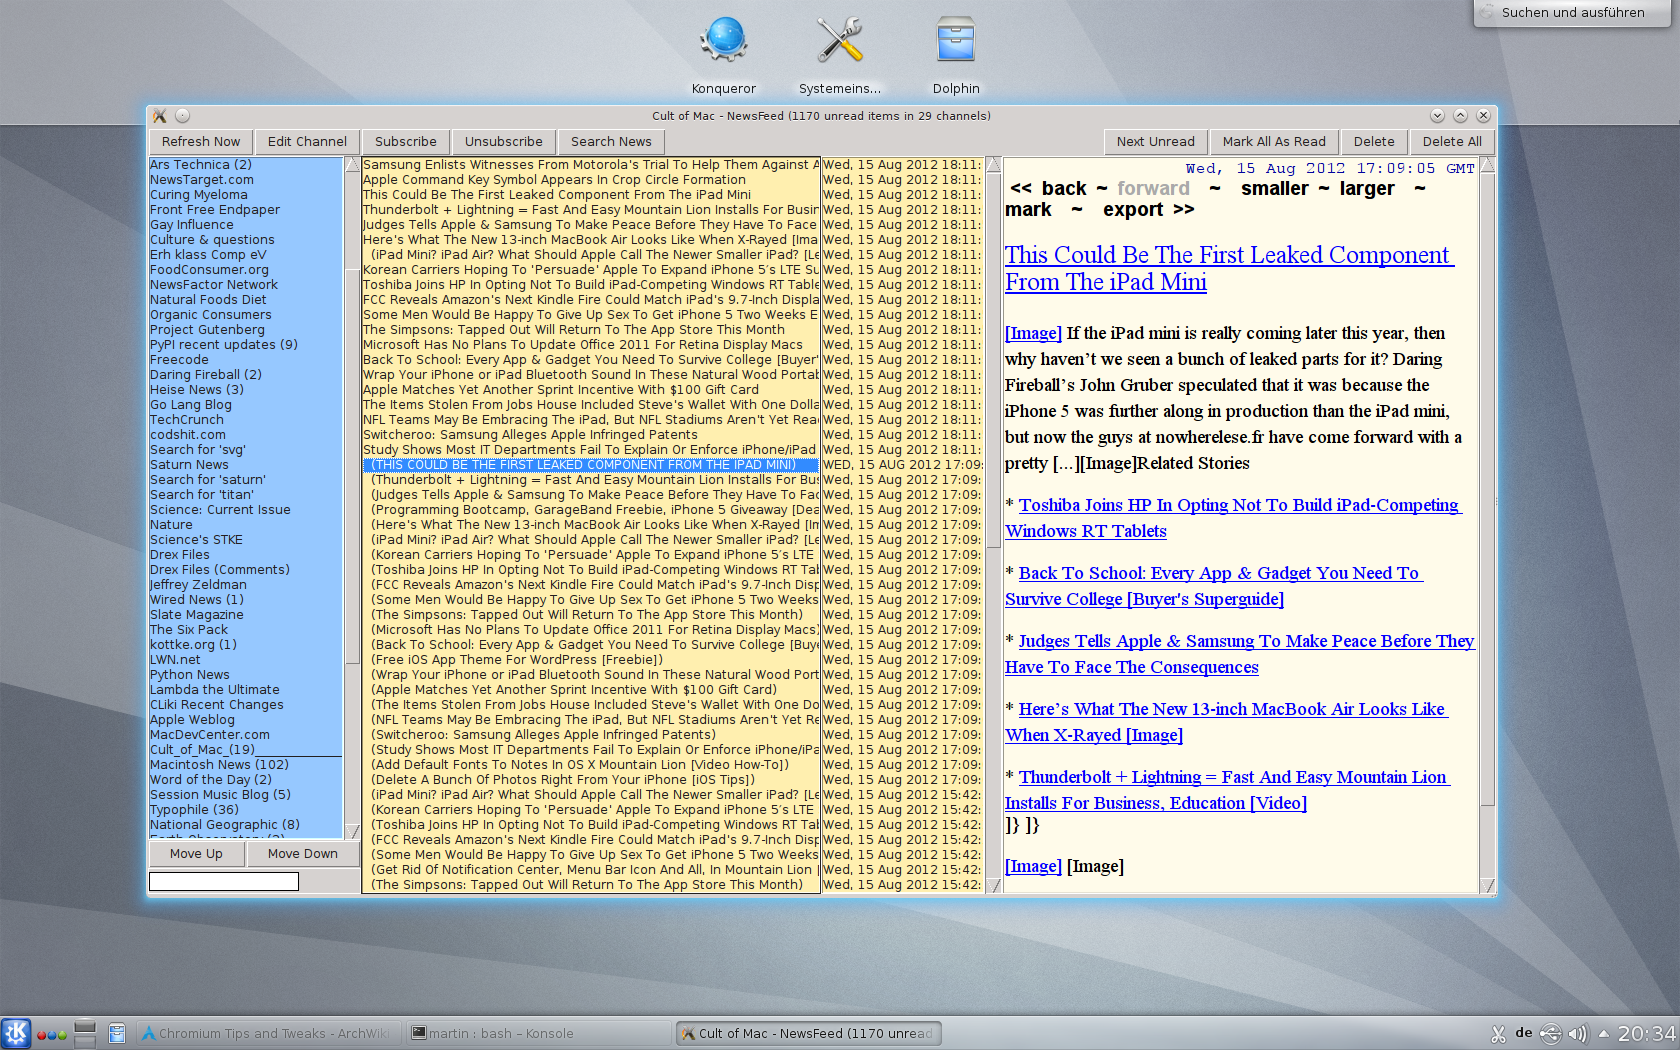 Suchen und ausführen
Konqueror
Systemeins...
Dolphin
Cult of Mac - NewsFeed (1170 unread items in 29 channels)
Refresh Now
Edit Channel
Subscribe
Unsubscribe
Search News
Next Unread
Mark All As Read
Delete
Delete All
Ars Technica (2)
NewsTarget.com
Curing Myeloma
Front Free Endpaper
Gay Influence
Culture & questions
Erh klass Comp eV
FoodConsumer.org
NewsFactor Network
Natural Foods Diet
Organic Consumers
Project Gutenberg
PyPI recent updates (9)
Freecode
Daring Fireball (2)
Heise News (3)
Go Lang Blog
TechCrunch
codshit.com
Search for 'svg'
Saturn News
Search for 'saturn'
Search for 'titan'
Science: Current Issue
Nature
Science's STKE
Drex Files
Drex Files (Comments)
Jeffrey Zeldman
Wired News (1)
Slate Magazine
The Six Pack
kottke.org (1)
LWN.net
Python News
Lambda the Ultimate
CLiki Recent Changes
Apple Weblog
MacDevCenter.com
Cult_of_Mac_(19)
Macintosh News (102)
Word of the Day (2)
Session Music Blog (5)
Typophile (36)
National Geographic (8)
Move Up
Move Down
Samsung Enlists Witnesses From Motorola's Trial To Help Them Against A Wed, 15 Aug 2012 18:11:
Apple Command Key Symbol Appears In Crop Circle Formation Wed, 15 Aug 2012 18:11:
This Could Be The First Leaked Component From The iPad Mini Wed, 15 Aug 2012 18:11:
Thunderbolt + Lightning = Fast And Easy Mountain Lion Installs For Busin Wed, 15 Aug 2012 18:11:
Judges Tells Apple & Samsung To Make Peace Before They Have To Face Wed, 15 Aug 2012 18:11:
Here's What The New 13-inch MacBook Air Looks Like When X-Rayed [Ima Wed, 15 Aug 2012 18:11:
(iPad Mini? iPad Air? What Should Apple Call The Newer Smaller iPad? [Le Wed, 15 Aug 2012 18:11:
Korean Carriers Hoping To 'Persuade' Apple To Expand iPhone 5′s LTE Su Wed, 15 Aug 2012 18:11:
Toshiba Joins HP In Opting Not To Build iPad-Competing Windows RT Table Wed, 15 Aug 2012 18:11:
FCC Reveals Amazon's Next Kindle Fire Could Match iPad's 9.7-Inch Displa Wed, 15 Aug 2012 18:11:
Some Men Would Be Happy To Give Up Sex To Get iPhone 5 Two Weeks E Wed, 15 Aug 2012 18:11:
The Simpsons: Tapped Out Will Return To The App Store This Month Wed, 15 Aug 2012 18:11:
Microsoft Has No Plans To Update Office 2011 For Retina Display Macs Wed, 15 Aug 2012 18:11:
Back To School: Every App & Gadget You Need To Survive College [Buyer' Wed, 15 Aug 2012 18:11:
Wrap Your iPhone or iPad Bluetooth Sound In These Natural Wood Portab Wed, 15 Aug 2012 18:11:
Apple Matches Yet Another Sprint Incentive With $100 Gift Card Wed, 15 Aug 2012 18:11:
The Items Stolen From Jobs House Included Steve's Wallet With One Dolla Wed, 15 Aug 2012 18:11:
NFL Teams May Be Embracing The iPad, But NFL Stadiums Aren't Yet Rea Wed, 15 Aug 2012 18:11:
Switcheroo: Samsung Alleges Apple Infringed Patents Wed, 15 Aug 2012 18:11:
Study Shows Most IT Departments Fail To Explain Or Enforce iPhone/iPad Wed, 15 Aug 2012 18:11:
(THIS COULD BE THE FIRST LEAKED COMPONENT FROM THE IPAD MINI) WED, 15 AUG 2012 17:09:
(Thunderbolt + Lightning = Fast And Easy Mountain Lion Installs For Bus Wed, 15 Aug 2012 17:09:
(Judges Tells Apple & Samsung To Make Peace Before They Have To Fac Wed, 15 Aug 2012 17:09:
(Programming Bootcamp, GarageBand Freebie, iPhone 5 Giveaway [Dea Wed, 15 Aug 2012 17:09:
(Here's What The New 13-inch MacBook Air Looks Like When X-Rayed [Im Wed, 15 Aug 2012 17:09:
(iPad Mini? iPad Air? What Should Apple Call The Newer Smaller iPad? [Le Wed, 15 Aug 2012 17:09:
(Korean Carriers Hoping To 'Persuade' Apple To Expand iPhone 5′s LTE Wed, 15 Aug 2012 17:09:
(Toshiba Joins HP In Opting Not To Build iPad-Competing Windows RT Tab Wed, 15 Aug 2012 17:09:
(FCC Reveals Amazon's Next Kindle Fire Could Match iPad's 9.7-Inch Disp Wed, 15 Aug 2012 17:09:
(Some Men Would Be Happy To Give Up Sex To Get iPhone 5 Two Weeks Wed, 15 Aug 2012 17:09:
(The Simpsons: Tapped Out Will Return To The App Store This Month) Wed, 15 Aug 2012 17:09:
(Microsoft Has No Plans To Update Office 2011 For Retina Display Macs) Wed, 15 Aug 2012 17:09:
(Back To School: Every App & Gadget You Need To Survive College [Buye Wed, 15 Aug 2012 17:09:
(Free iOS App Theme For WordPress [Freebie]) Wed, 15 Aug 2012 17:09:
(Wrap Your iPhone or iPad Bluetooth Sound In These Natural Wood Port Wed, 15 Aug 2012 17:09:
(Apple Matches Yet Another Sprint Incentive With $100 Gift Card) Wed, 15 Aug 2012 17:09:
(The Items Stolen From Jobs House Included Steve's Wallet With One Do Wed, 15 Aug 2012 17:09:
(NFL Teams May Be Embracing The iPad, But NFL Stadiums Aren't Yet Re Wed, 15 Aug 2012 17:09:
(Switcheroo: Samsung Alleges Apple Infringed Patents) Wed, 15 Aug 2012 17:09:
(Study Shows Most IT Departments Fail To Explain Or Enforce iPhone/iPa Wed, 15 Aug 2012 17:09:
(Add Default Fonts To Notes In OS X Mountain Lion [Video How-To]) Wed, 15 Aug 2012 17:09:
(Delete A Bunch Of Photos Right From Your iPhone [iOS Tips]) Wed, 15 Aug 2012 17:09:
(iPad Mini? iPad Air? What Should Apple Call The Newer Smaller iPad? [Le Wed, 15 Aug 2012 15:42:
(Korean Carriers Hoping To 'Persuade' Apple To Expand iPhone 5′s LTE Wed, 15 Aug 2012 15:42:
(Toshiba Joins HP In Opting Not To Build iPad-Competing Windows RT Tab Wed, 15 Aug 2012 15:42:
(FCC Reveals Amazon's Next Kindle Fire Could Match iPad's 9.7-Inch Disp Wed, 15 Aug 2012 15:42:
(Some Men Would Be Happy To Give Up Sex To Get iPhone 5 Two Weeks Wed, 15 Aug 2012 15:42:
(Get Rid Of Notification Center, Menu Bar Icon And All, In Mountain Lion [ Wed, 15 Aug 2012 15:42:
(The Simpsons: Tapped Out Will Return To The App Store This Month) Wed, 15 Aug 2012 15:42:
Wed, 15 Aug 2012 17:09:05 GMT
<< back ~ forward ~ smaller ~ larger ~
mark ~ export >>
This Could Be The First Leaked Component
From The iPad Mini
[Image] If the iPad mini is really coming later this year, then
why haven’t we seen a bunch of leaked parts for it? Daring
Fireball’s John Gruber speculated that it was because the
iPhone 5 was further along in production than the iPad mini,
but now the guys at nowherelese.fr have come forward with a
pretty [...][Image]Related Stories
* Toshiba Joins HP In Opting Not To Build iPad-Competing
Windows RT Tablets
* Back To School: Every App & Gadget You Need To
Survive College [Buyer's Superguide]
* Judges Tells Apple & Samsung To Make Peace Before They
Have To Face The Consequences
* Here’s What The New 13-inch MacBook Air Looks Like
When X-Rayed [Image]
* Thunderbolt + Lightning = Fast And Easy Mountain Lion
Installs For Business, Education [Video]
]} ]}
[Image] [Image]
Chromium Tips and Tweaks - ArchWiki
martin : bash – Konsole
Cult of Mac - NewsFeed (1170 unread
de
20:34